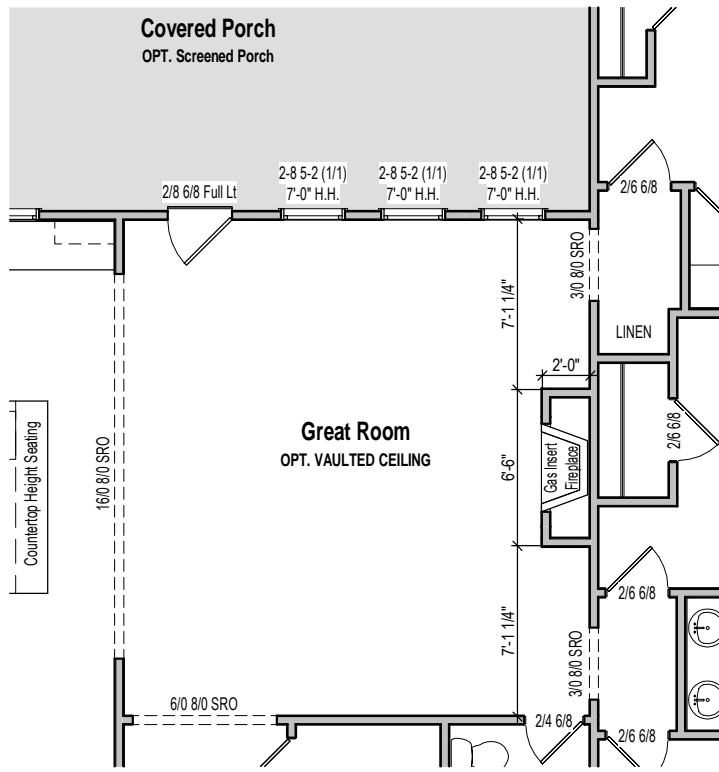 Covered Porch
OPT. Screened Porch
2/8 6/8 Full Lt
2-8 5-2 (1/1)
7'-0" H.H.
2-8 5-2 (1/1)
7'-0" H.H.
2-8 5-2 (1/1)
7'-0" H.H.
2/6 6/8
3/0 8/0 SRO
7'-1 1/4"
LINEN
2'-0"
2/6 6/8
Great Room
OPT. VAULTED CEILING
16/0 8/0 SRO
Countertop Height Seating
6'-6"
Gas Insert
Fireplace
2/6 6/8
7'-1 1/4"
3/0 8/0 SRO
6/0 8/0 SRO
2/4 6/8
2/6 6/8